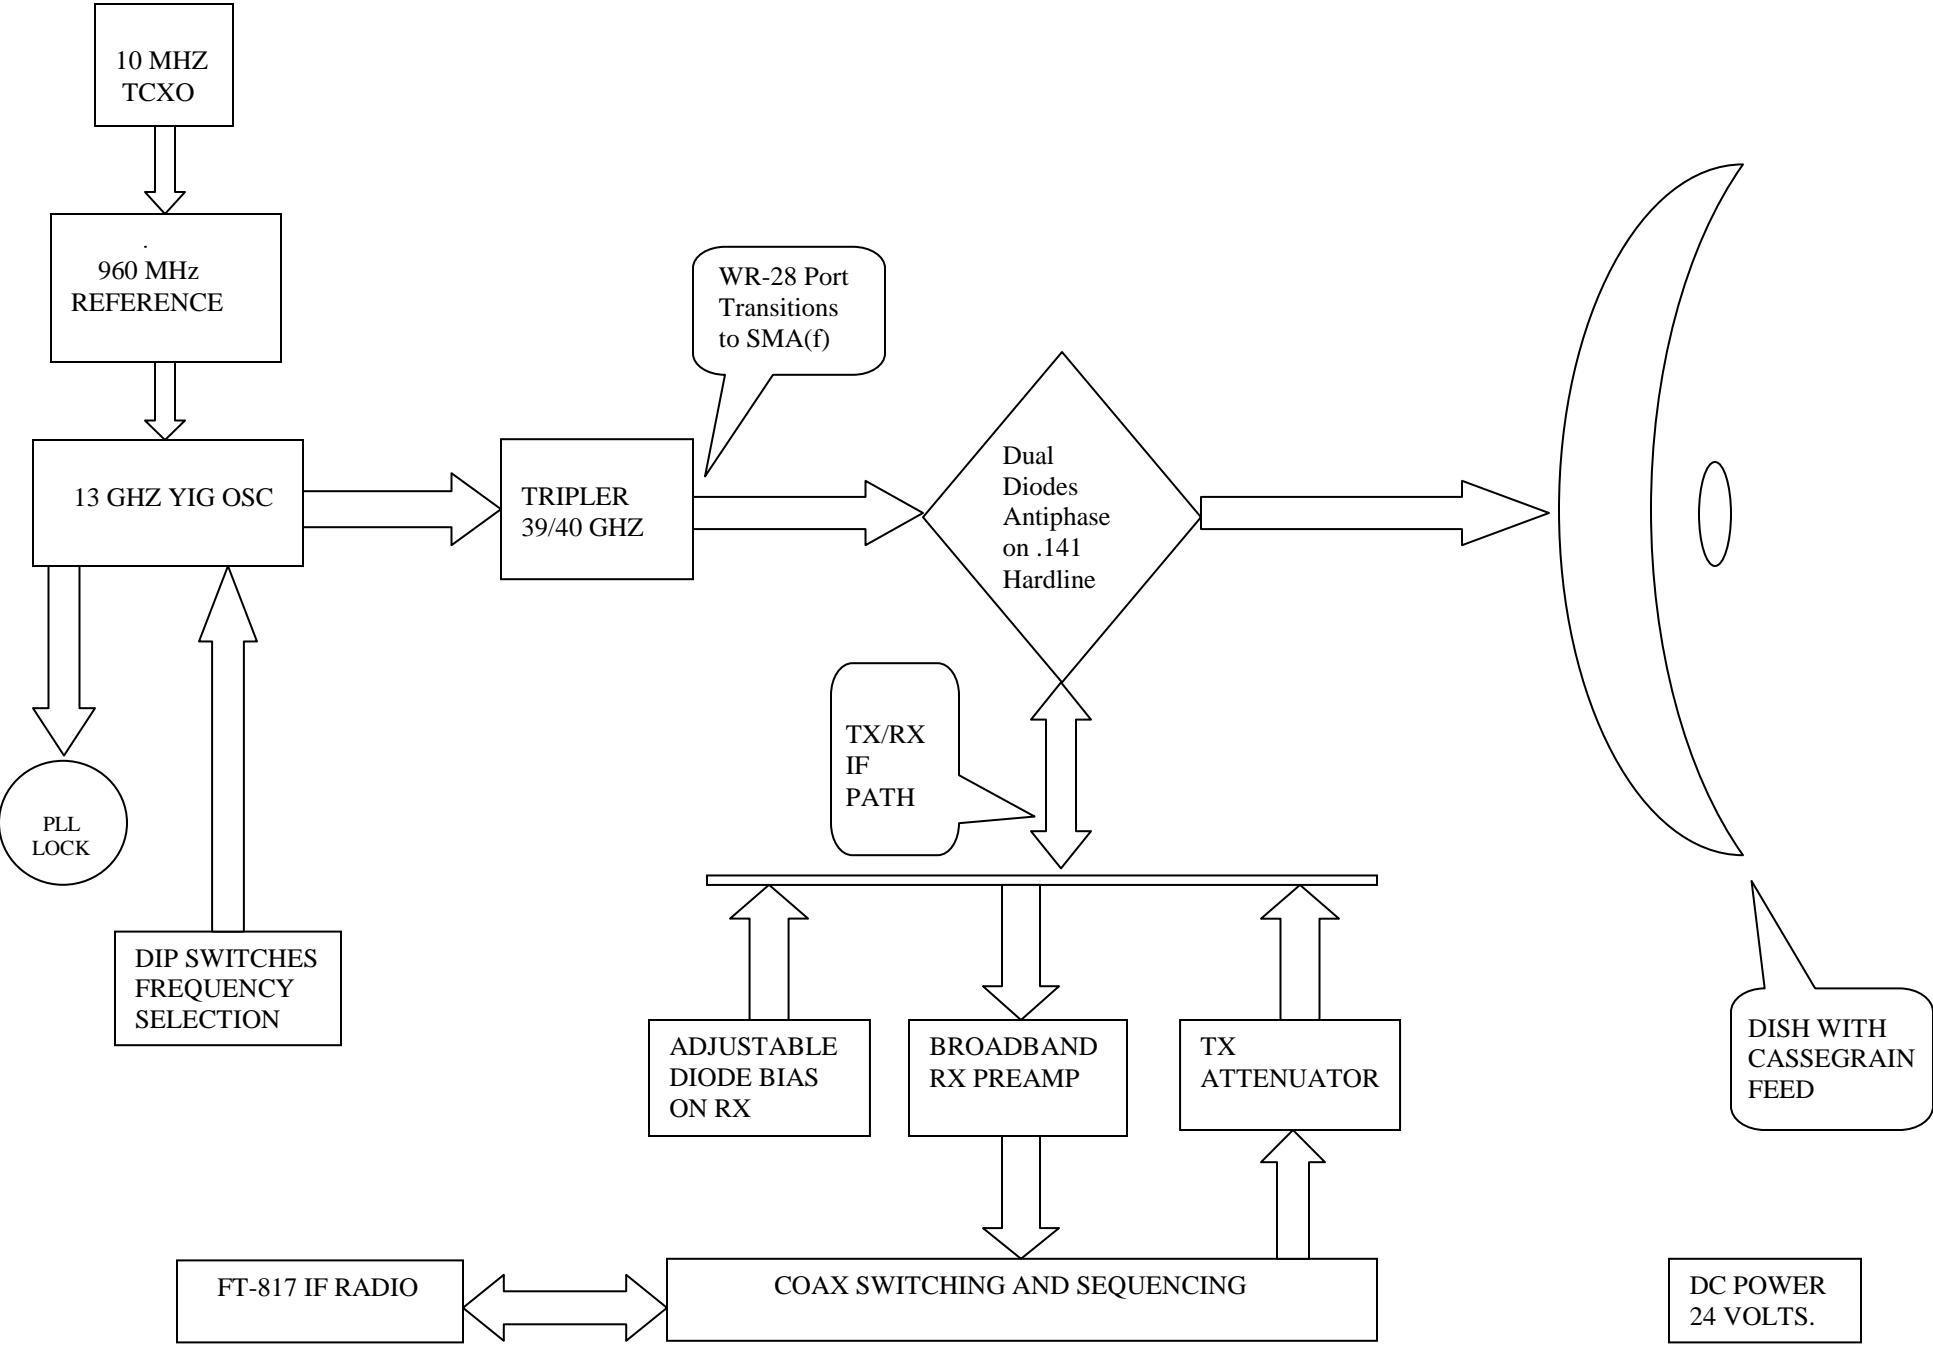 10 MHZ
TCXO
.
960 MHz
REFERENCE
WR-28 Port
Transitions
to SMA(f)
13 GHZ YIG OSC
TRIPLER
39/40 GHZ
Dual
Diodes
Antiphase
on .141
Hardline
TX/RX
IF
PATH
PLL
LOCK
DIP SWITCHES
FREQUENCY
SELECTION
ADJUSTABLE
DIODE BIAS
ON RX
BROADBAND
RX PREAMP
TX
ATTENUATOR
DISH WITH
CASSEGRAIN
FEED
FT-817 IF RADIO
COAX SWITCHING AND SEQUENCING
DC POWER
24 VOLTS.